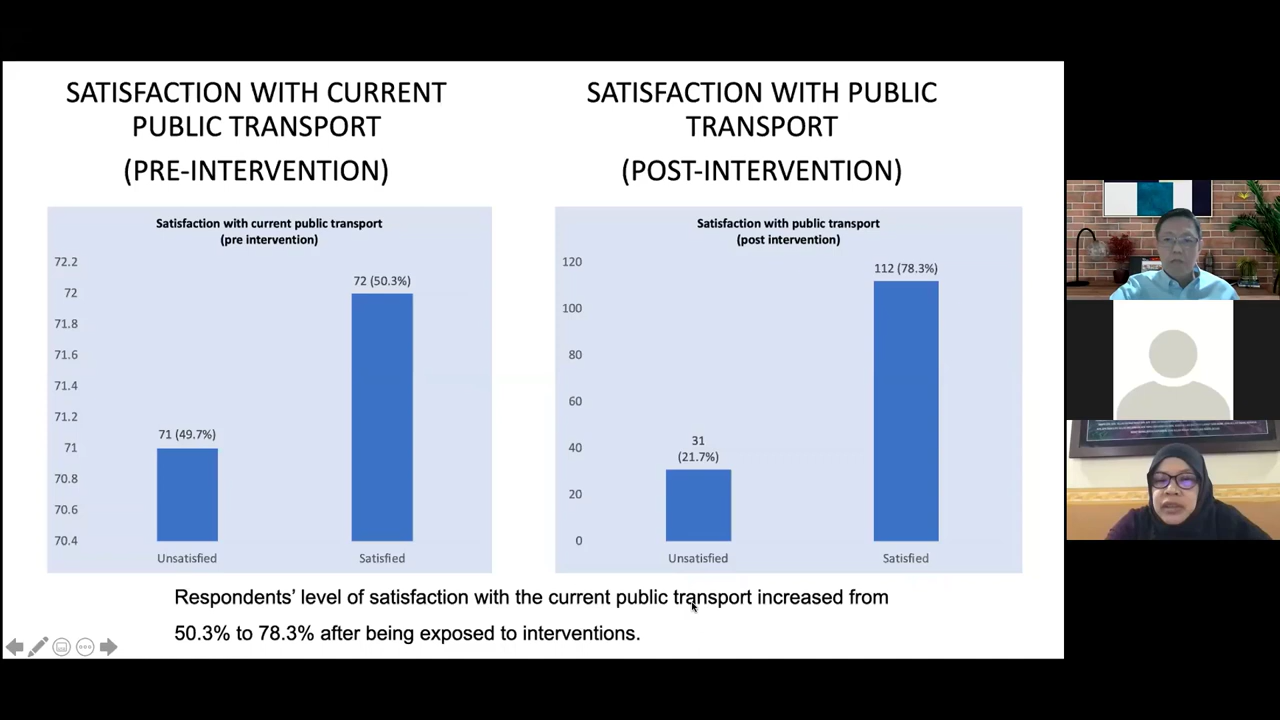 SATISFACTION WITH CURRENT
PUBLIC TRANSPORT
(PRE-INTERVENTION)
SATISFACTION WITH PUBLIC
TRANSPORT
(POST-INTERVENTION)
Satisfaction with current public transport
(pre intervention)
72.2
72
71.8
71.6
71.4
71.2
71
70.8
70.6
70.4
71 (49.7%)
72 (50.3%)
Unsatisfied
Satisfied
Satisfaction with public transport
(post intervention)
120
100
80
60
40
20
0
31
(21.7%)
112 (78.3%)
Unsatisfied
Satisfied
Respondents’ level of satisfaction with the current public transport increased from
50.3% to 78.3% after being exposed to interventions.